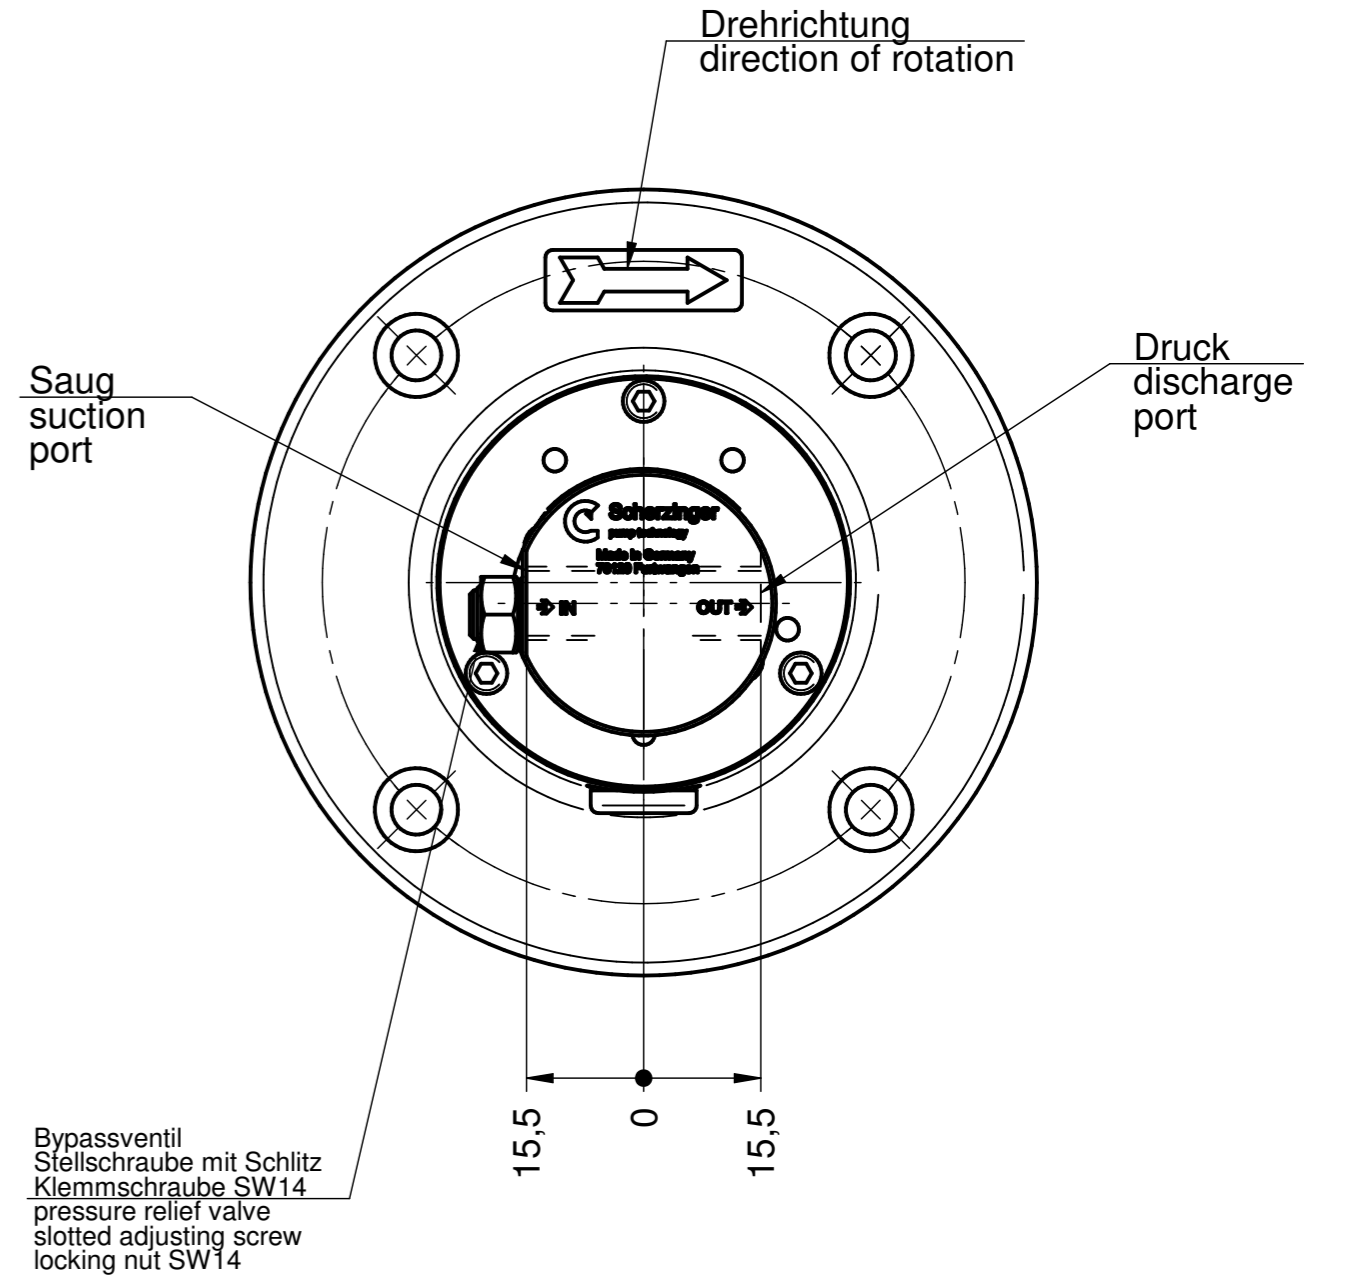 Drehrichtung
direction of rotation
Saug
suction
port
Druck
discharge
port
Scherzinger
pump technology
Made in Germany
78120 Furtwangen
IN
OUT
15,5
0
15,5
Bypassventil
Stellschraube mit Schlitz
Klemmschraube SW14
pressure relief valve
slotted adjusting screw
locking nut SW14